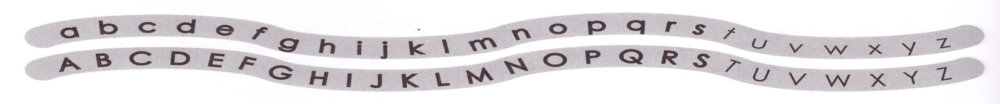 a b c d e f g h i j k l m n o p q r s t u v w x y z
A B C D E F G H I J K L M N O P Q R S T U V W X Y Z